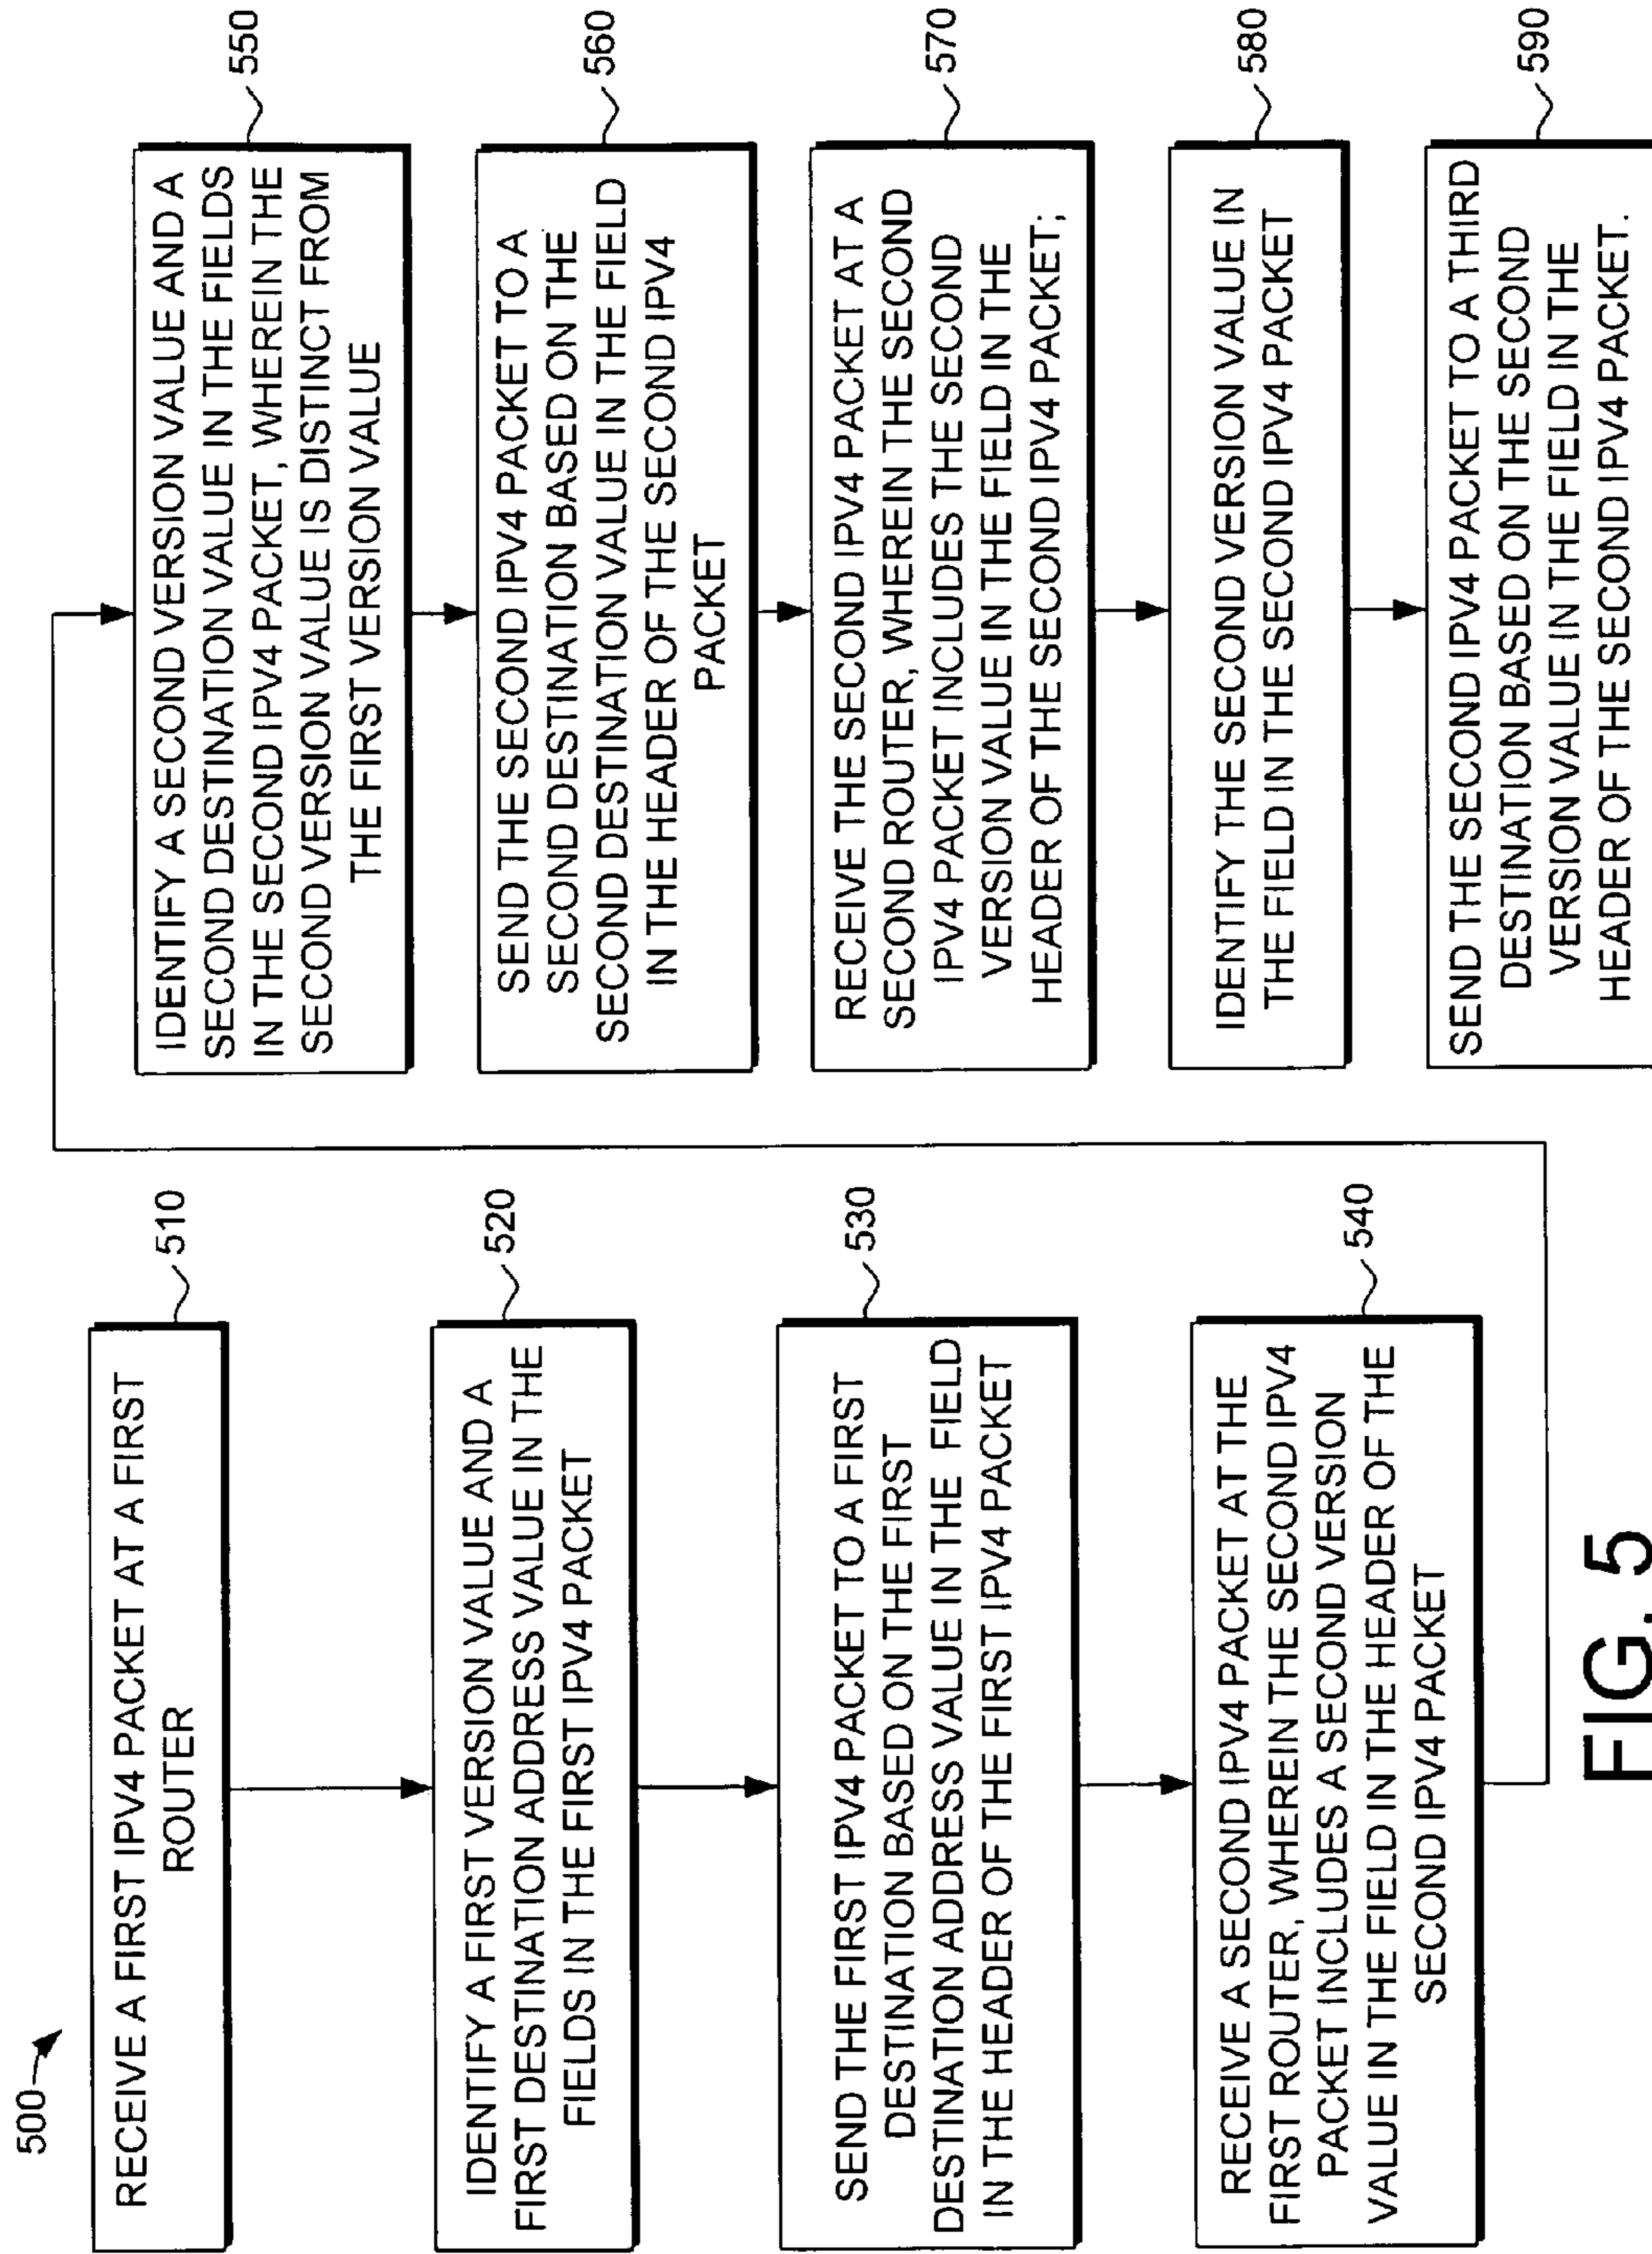 500
RECEIVE A FIRST IPV4 PACKET AT A FIRST
ROUTER
510
IDENTIFY A FIRST VERSION VALUE AND A
FIRST DESTINATION ADDRESS VALUE IN THE
FIELDS IN THE FIRST IPV4 PACKET
520
SEND THE FIRST IPV4 PACKET TO A FIRST
DESTINATION BASED ON THE FIRST
DESTINATION ADDRESS VALUE IN THE FIELD
IN THE HEADER OF THE FIRST IPV4 PACKET
530
RECEIVE A SECOND IPV4 PACKET AT THE
FIRST ROUTER, WHEREIN THE SECOND IPV4
PACKET INCLUDES A SECOND VERSION
VALUE IN THE FIELD IN THE HEADER OF THE
SECOND IPV4 PACKET
540
IDENTIFY A SECOND VERSION VALUE AND A
SECOND DESTINATION VALUE IN THE FIELDS
IN THE SECOND IPV4 PACKET, WHEREIN THE
SECOND VERSION VALUE IS DISTINCT FROM
THE FIRST VERSION VALUE
550
SEND THE SECOND IPV4 PACKET TO A
SECOND DESTINATION BASED ON THE
SECOND DESTINATION VALUE IN THE FIELD
IN THE HEADER OF THE SECOND IPV4
PACKET
560
RECEIVE THE SECOND IPV4 PACKET AT A
SECOND ROUTER, WHEREIN THE SECOND
IPV4 PACKET INCLUDES THE SECOND
VERSION VALUE IN THE FIELD IN THE
HEADER OF THE SECOND IPV4 PACKET;
570
IDENTIFY THE SECOND VERSION VALUE IN
THE FIELD IN THE SECOND IPV4 PACKET
580
SEND THE SECOND IPV4 PACKET TO A THIRD
DESTINATION BASED ON THE SECOND
VERSION VALUE IN THE FIELD IN THE
HEADER OF THE SECOND IPV4 PACKET.
590
FIG. 5